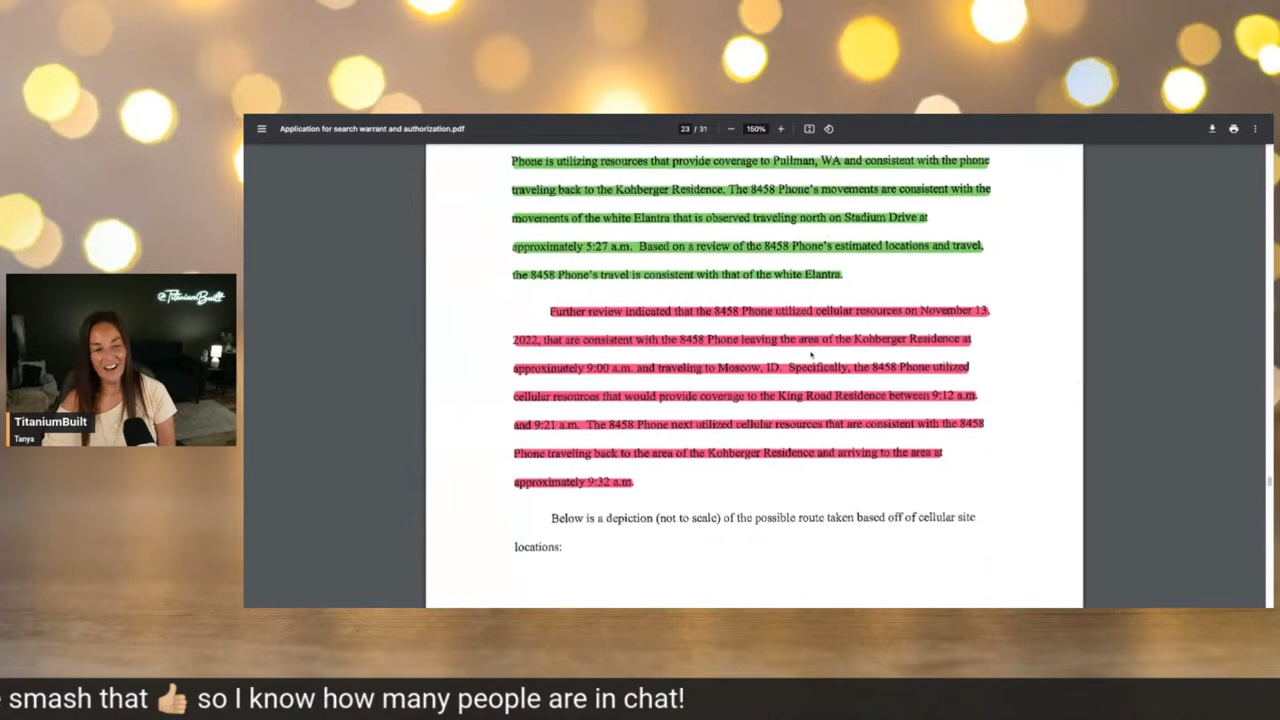 Application for search warrant and authorization.pdf
23 / 31
150%
Phone is utilizing resources that provide coverage to Pullman, WA and consistent with the phone
traveling back to the Kohberger Residence. The 8458 Phone's movements are consistent with the
movements of the white Elantra that is observed traveling north on Stadium Drive at
approximately 5:27 a.m. Based on a review of the 8458 Phone's estimated locations and travel,
the 8458 Phone's travel is consistent with that of the white Elantra.
Further review indicated that the 8458 Phone utilized cellular resources on November 13,
2022, that are consistent with the 8458 Phone leaving the area of the Kohberger Residence at
approximately 9:00 a.m. and traveling to Moscow, ID. Specifically, the 8458 Phone utilized
cellular resources that would provide coverage to the King Road Residence between 9:12 a.m.
and 9:21 a.m. The 8458 Phone next utilized cellular resources that are consistent with the 8458
Phone traveling back to the area of the Kohberger Residence and arriving to the area at
approximately 9:32 a.m.
Below is a depiction (not to scale) of the possible route taken based off of cellular site
locations:
@TitaniumBuilt
TitaniumBuilt
Tanya
smash that 👍🏼 so I know how many people are in chat!